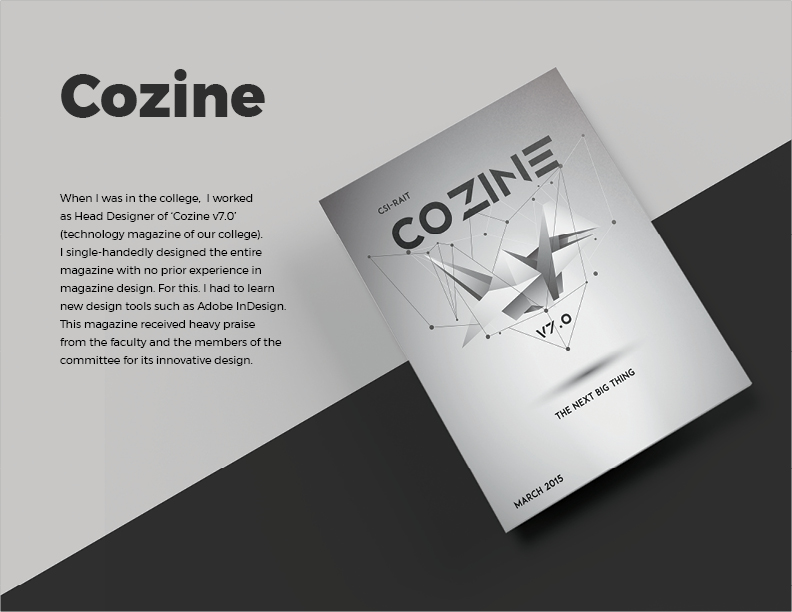 Cozine
When I was in the college,  I worked
as Head Designer of ‘Cozine v7.0’
(technology magazine of our college).
I single-handedly designed the entire
magazine with no prior experience in
magazine design. For this, I had to learn
new design tools such as Adobe InDesign.
This magazine received heavy praise
from the faculty and the members of the
committee for its innovative design.
CSI-RAIT
COZINE
v7.0
THE NEXT BIG THING
MARCH 2015